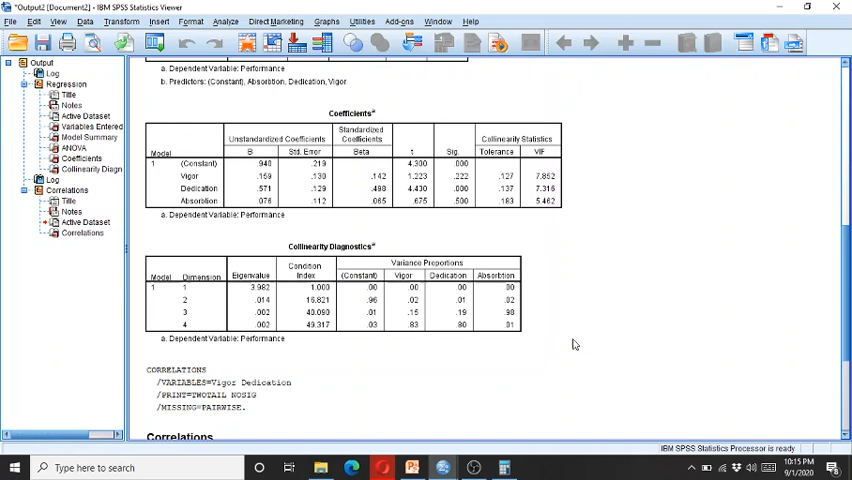 *Output2 [Document2] - IBM SPSS Statistics Viewer
File Edit View Data Transform Insert Format Analyze Direct Marketing Graphs Utilities Add-ons Window Help
Output
Log
Regression
Title
Notes
Active Dataset
Variables Entered
Model Summary
ANOVA
Coefficients
Collinearity Diagn
Log
Correlations
Title
Notes
Active Dataset
Correlations
a. Dependent Variable: Performance
b. Predictors: (Constant), Absorbtion, Dedication, Vigor
Coefficientsa
Model Unstandardized Coefficients Standardized Coefficients t Sig. Collinearity Statistics
B Std. Error Beta Tolerance VIF
1 (Constant) .940 .219 4.300 .000
Vigor .159 .130 .142 1.223 .222 .127 7.852
Dedication .571 .129 .498 4.430 .000 .137 7.316
Absorbtion .076 .112 .065 .675 .500 .183 5.462
a. Dependent Variable: Performance
Collinearity Diagnosticsa
Model Dimension Eigenvalue Condition Index Variance Proportions
(Constant) Vigor Dedication Absorbtion
1 1 3.982 1.000 .00 .00 .00 .00
2 .014 16.821 .96 .02 .01 .02
3 .002 40.090 .01 .15 .19 .98
4 .002 49.317 .03 .83 .80 .01
a. Dependent Variable: Performance
CORRELATIONS
/VARIABLES=Vigor Dedication
/PRINT=TWOTAIL NOSIG
/MISSING=PAIRWISE.
Correlations
IBM SPSS Statistics Processor is ready
Type here to search
10:15 PM
9/1/2020